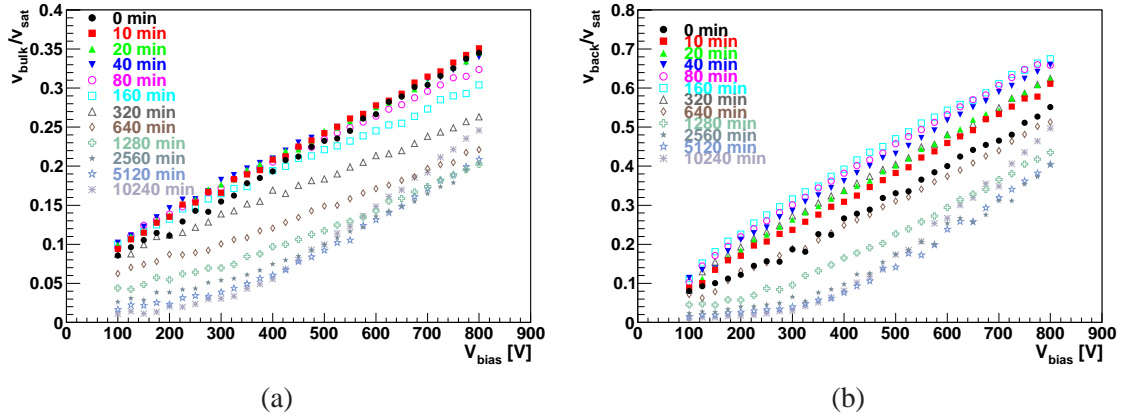 v_bulk/v_sat
0.4
0.35
0.3
0.25
0.2
0.15
0.1
0.05
0
0 min
10 min
20 min
40 min
80 min
160 min
320 min
640 min
1280 min
2560 min
5120 min
10240 min
0 100 200 300 400 500 600 700 800 900
V_bias [V]
(a)
v_back/v_sat
0.8
0.7
0.6
0.5
0.4
0.3
0.2
0.1
0
0 min
10 min
20 min
40 min
80 min
160 min
320 min
640 min
1280 min
2560 min
5120 min
10240 min
0 100 200 300 400 500 600 700 800 900
V_bias [V]
(b)